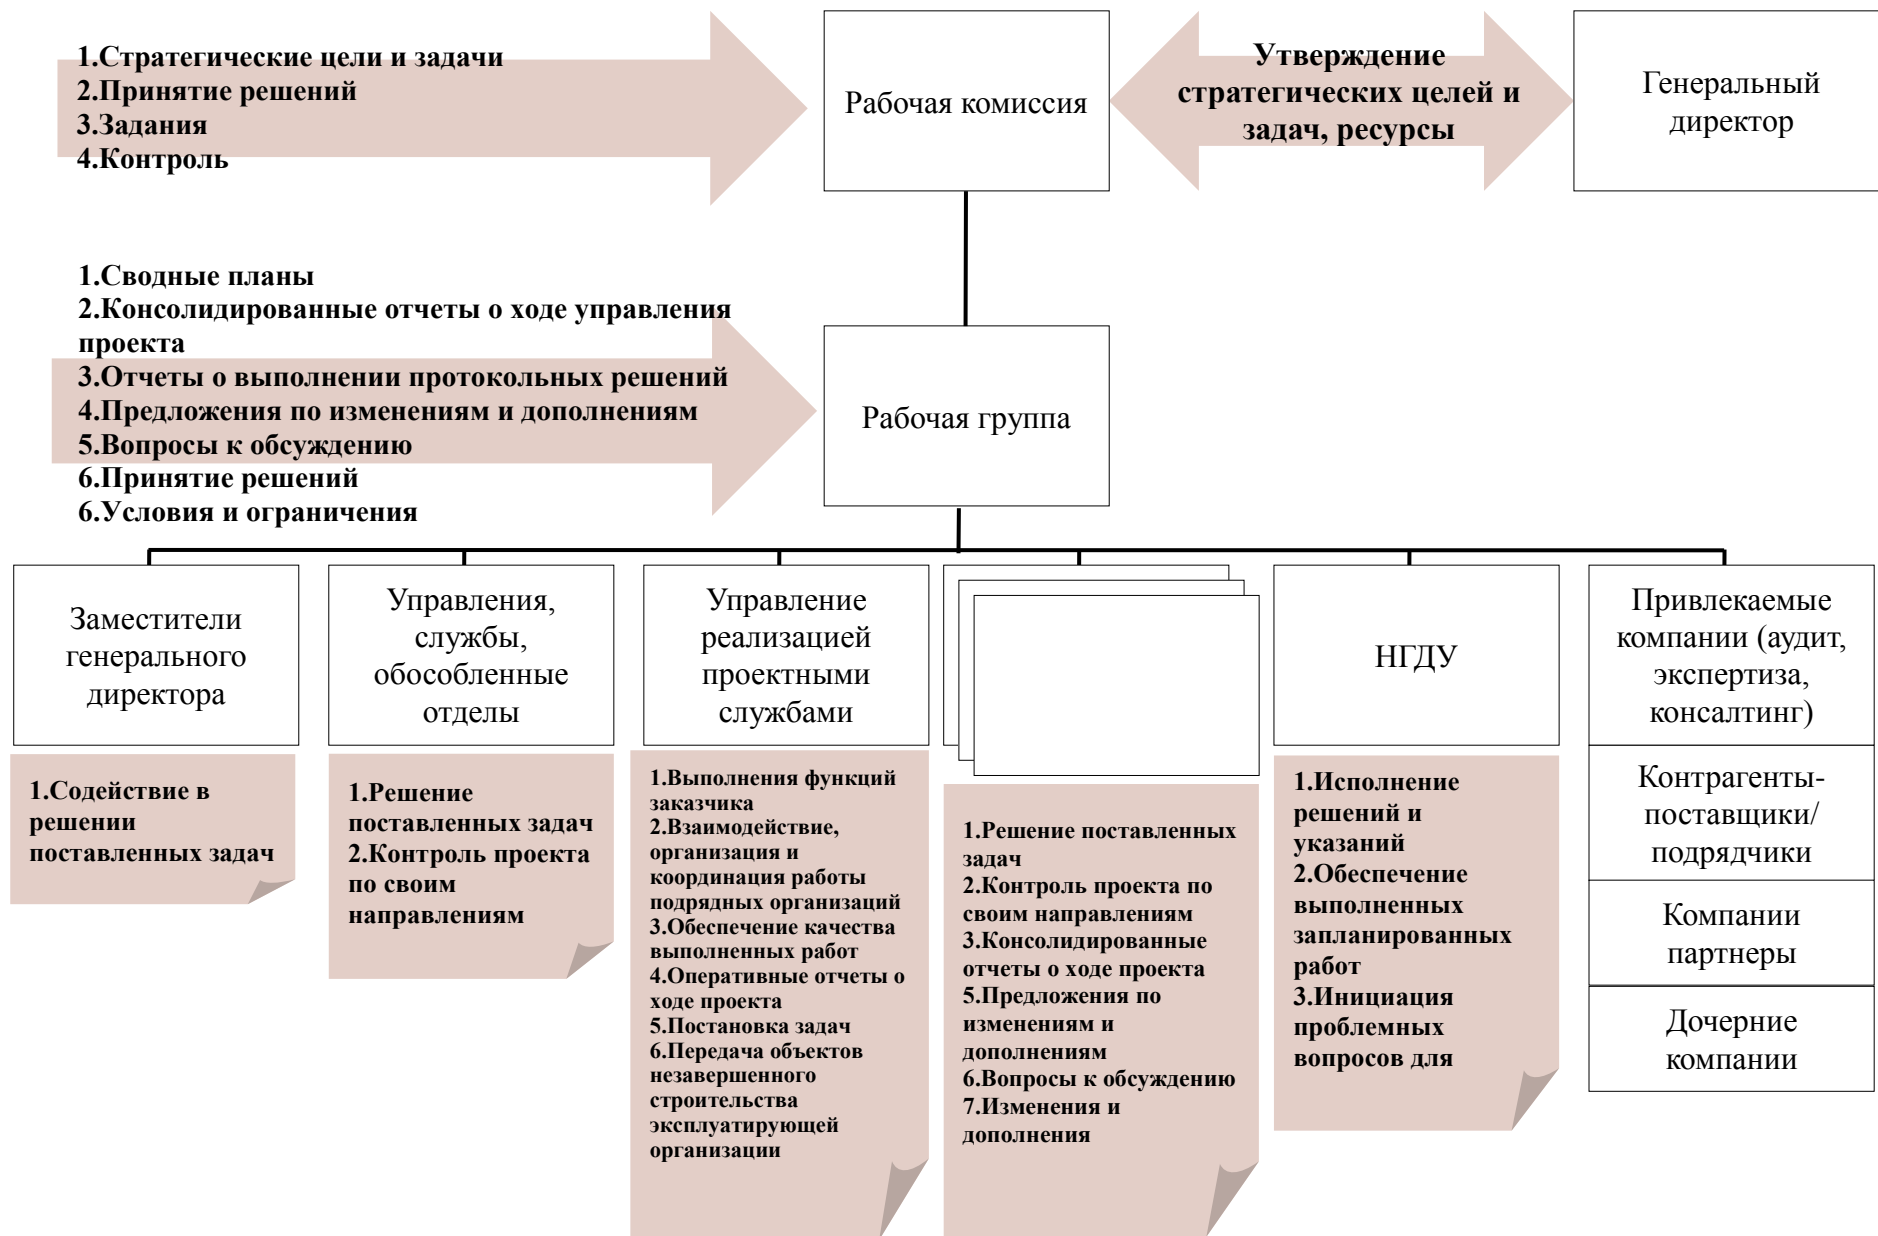 1.Стратегические цели и задачи
2.Принятие решений
3.Задания
4.Контроль
Рабочая комиссия
Утверждение
стратегических целей и
задач, ресурсы
Генеральный
директор
1.Сводные планы
2.Консолидированные отчеты о ходе управления
проекта
3.Отчеты о выполнении протокольных решений
4.Предложения по изменениям и дополнениям
5.Вопросы к обсуждению
6.Принятие решений
6.Условия и ограничения
Рабочая группа
Заместители
генерального
директора
Управления,
службы,
обособленные
отделы
Управление
реализацией
проектными
службами
НГДУ
Привлекаемые
компании (аудит,
экспертиза,
консалтинг)
1.Содействие в
решении
поставленных задач
1.Решение
поставленных задач
2.Контроль проекта
по своим
направлениям
1.Выполнения функций
заказчика
2.Взаимодействие,
организация и
координация работы
подрядных организаций
3.Обеспечение качества
выполненных работ
4.Оперативные отчеты о
ходе проекта
5.Постановка задач
6.Передача объектов
незавершенного
строительства
эксплуатирующей
организации
1.Решение поставленных
задач
2.Контроль проекта по
своим направлениям
3.Консолидированные
отчеты о ходе проекта
5.Предложения по
изменениям и
дополнениям
6.Вопросы к обсуждению
7.Изменения и
дополнения
1.Исполнение
решений и
указаний
2.Обеспечение
выполненных
запланированных
работ
3.Инициация
проблемных
вопросов для
Контрагенты-
поставщики/
подрядчики
Компании
партнеры
Дочерние
компании